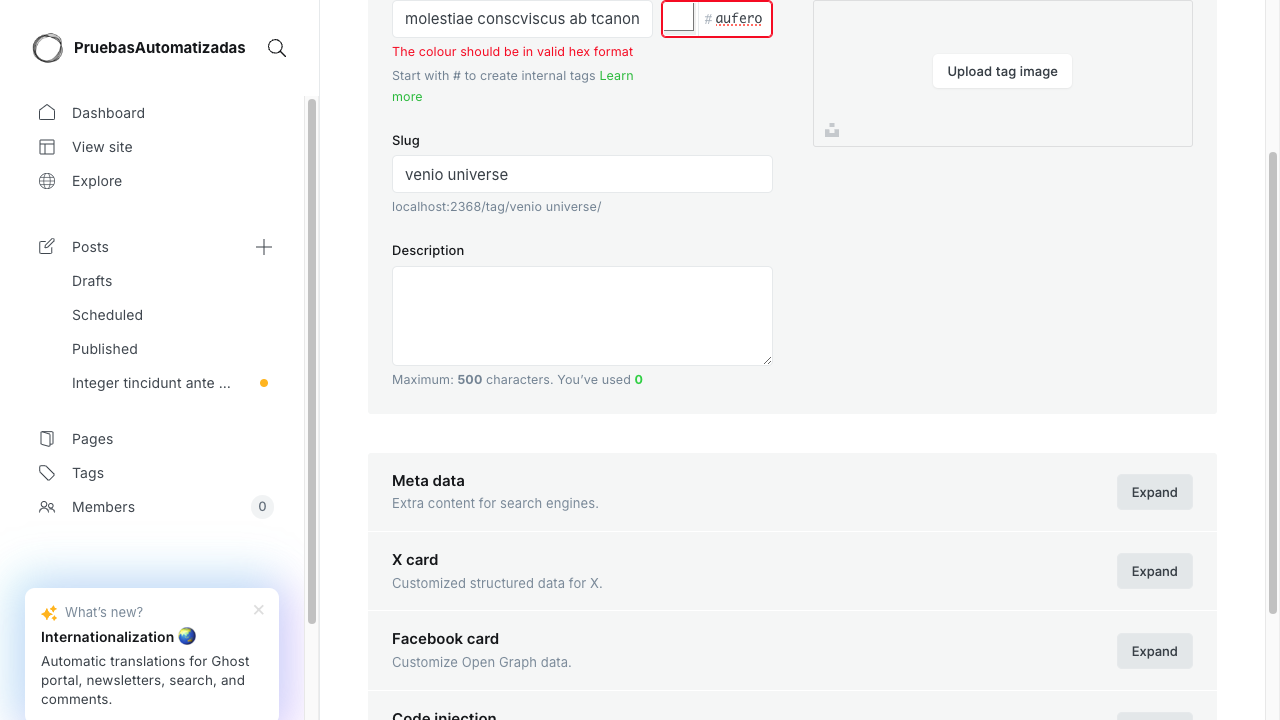 PruebasAutomatizadas
Dashboard
View site
Explore
Posts
Drafts
Scheduled
Published
Integer tincidunt ante ...
Pages
Tags
Members
0
What's new?
Internationalization 🌏
Automatic translations for Ghost
portal, newsletters, search, and
comments.
molestiae conscviscus ab tcanon
# aufero
The colour should be in valid hex format
Start with # to create internal tags Learn
more
Slug
venio universe
localhost:2368/tag/venio universe/
Description
Maximum: 500 characters. You've used 0
Upload tag image
Meta data
Extra content for search engines.
Expand
X card
Customized structured data for X.
Expand
Facebook card
Customize Open Graph data.
Expand
Code injection